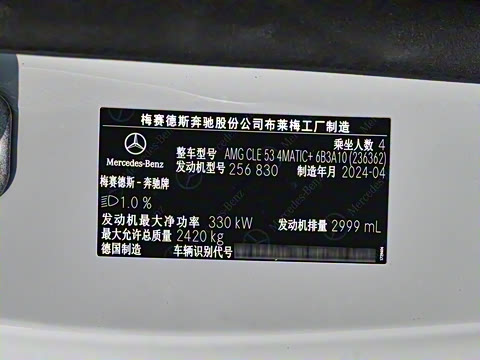 梅赛德斯奔驰股份公司布莱梅工厂制造
乘坐人数 4
Mercedes-Benz
整车型号 AMG CLE 53 4MATIC+ 6B3A10 (236362)
发动机型号 256 830 制造年月 2024-04
梅赛德斯－奔驰牌
1.0 %
发动机最大净功率 330 kW 发动机排量 2999 mL
最大允许总质量 2420 kg
德国制造 车辆识别代号